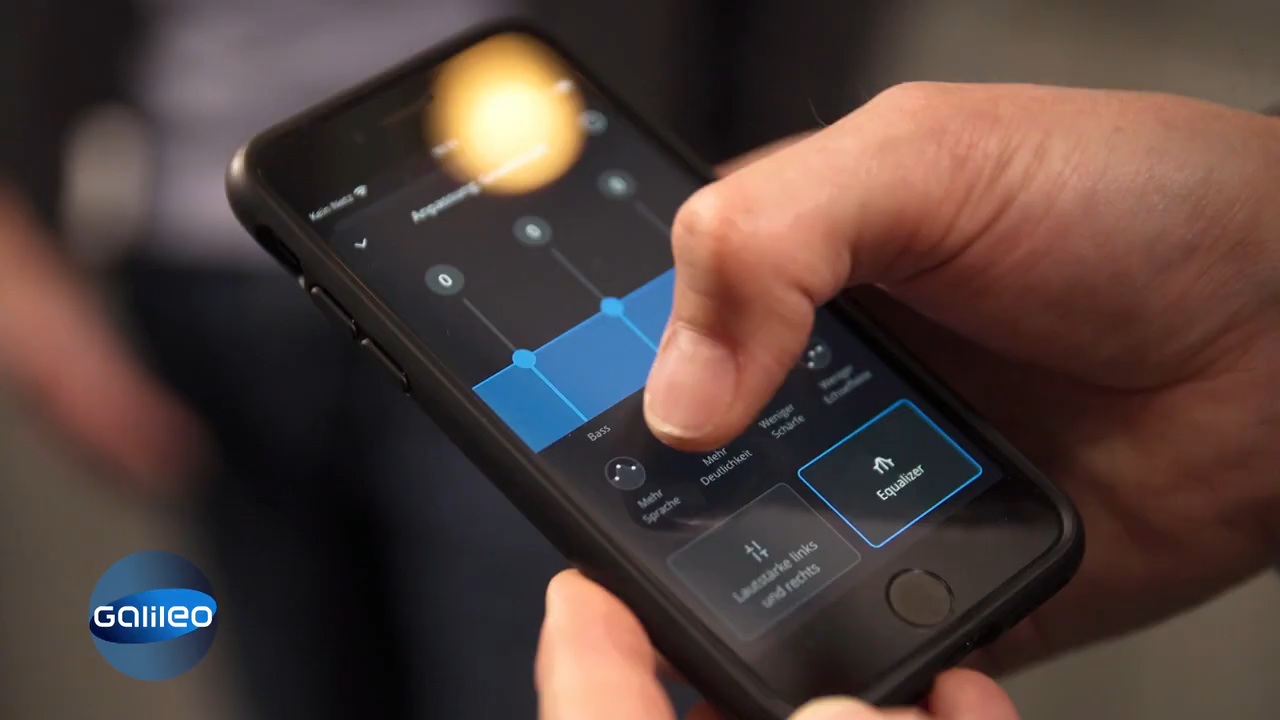 Kein Netz
Anpassung
0
0
0
Bass
Mehr
Sprache
Mehr
Deutlichkeit
Weniger
Schärfe
Weniger
Echoeffekte
Lautstärke links
und rechts
Equalizer
GALILEO